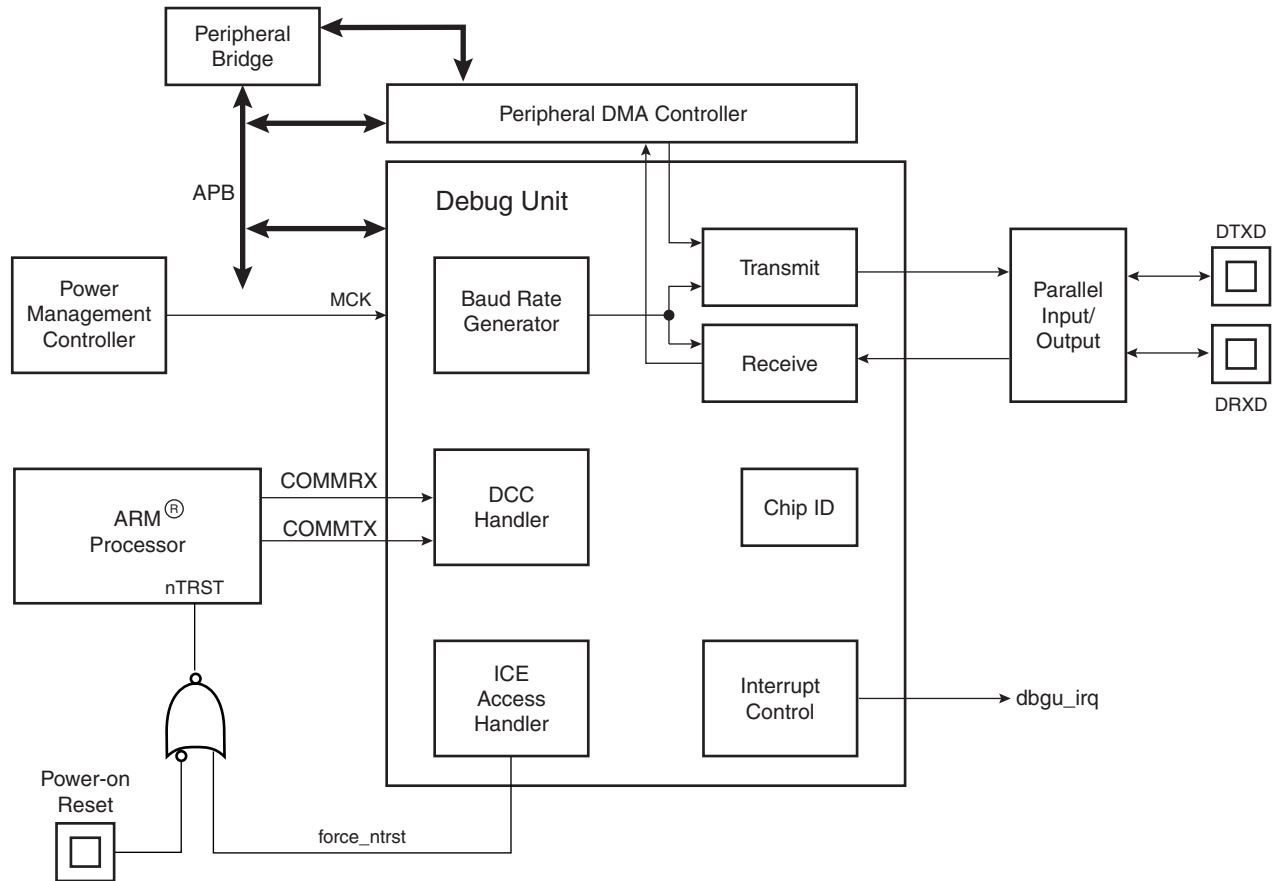 Peripheral
Bridge
Peripheral DMA Controller
APB
Debug Unit
DTXD
Transmit
Power
Management
Controller
MCK
Baud Rate
Generator
Parallel
Input/
Output
Receive
DRXD
COMMRX
DCC
Handler
ARM®
Processor
COMMTX
Chip ID
nTRST
ICE
Access
Handler
Interrupt
Control
dbgu_irq
Power-on
Reset
force_ntrst